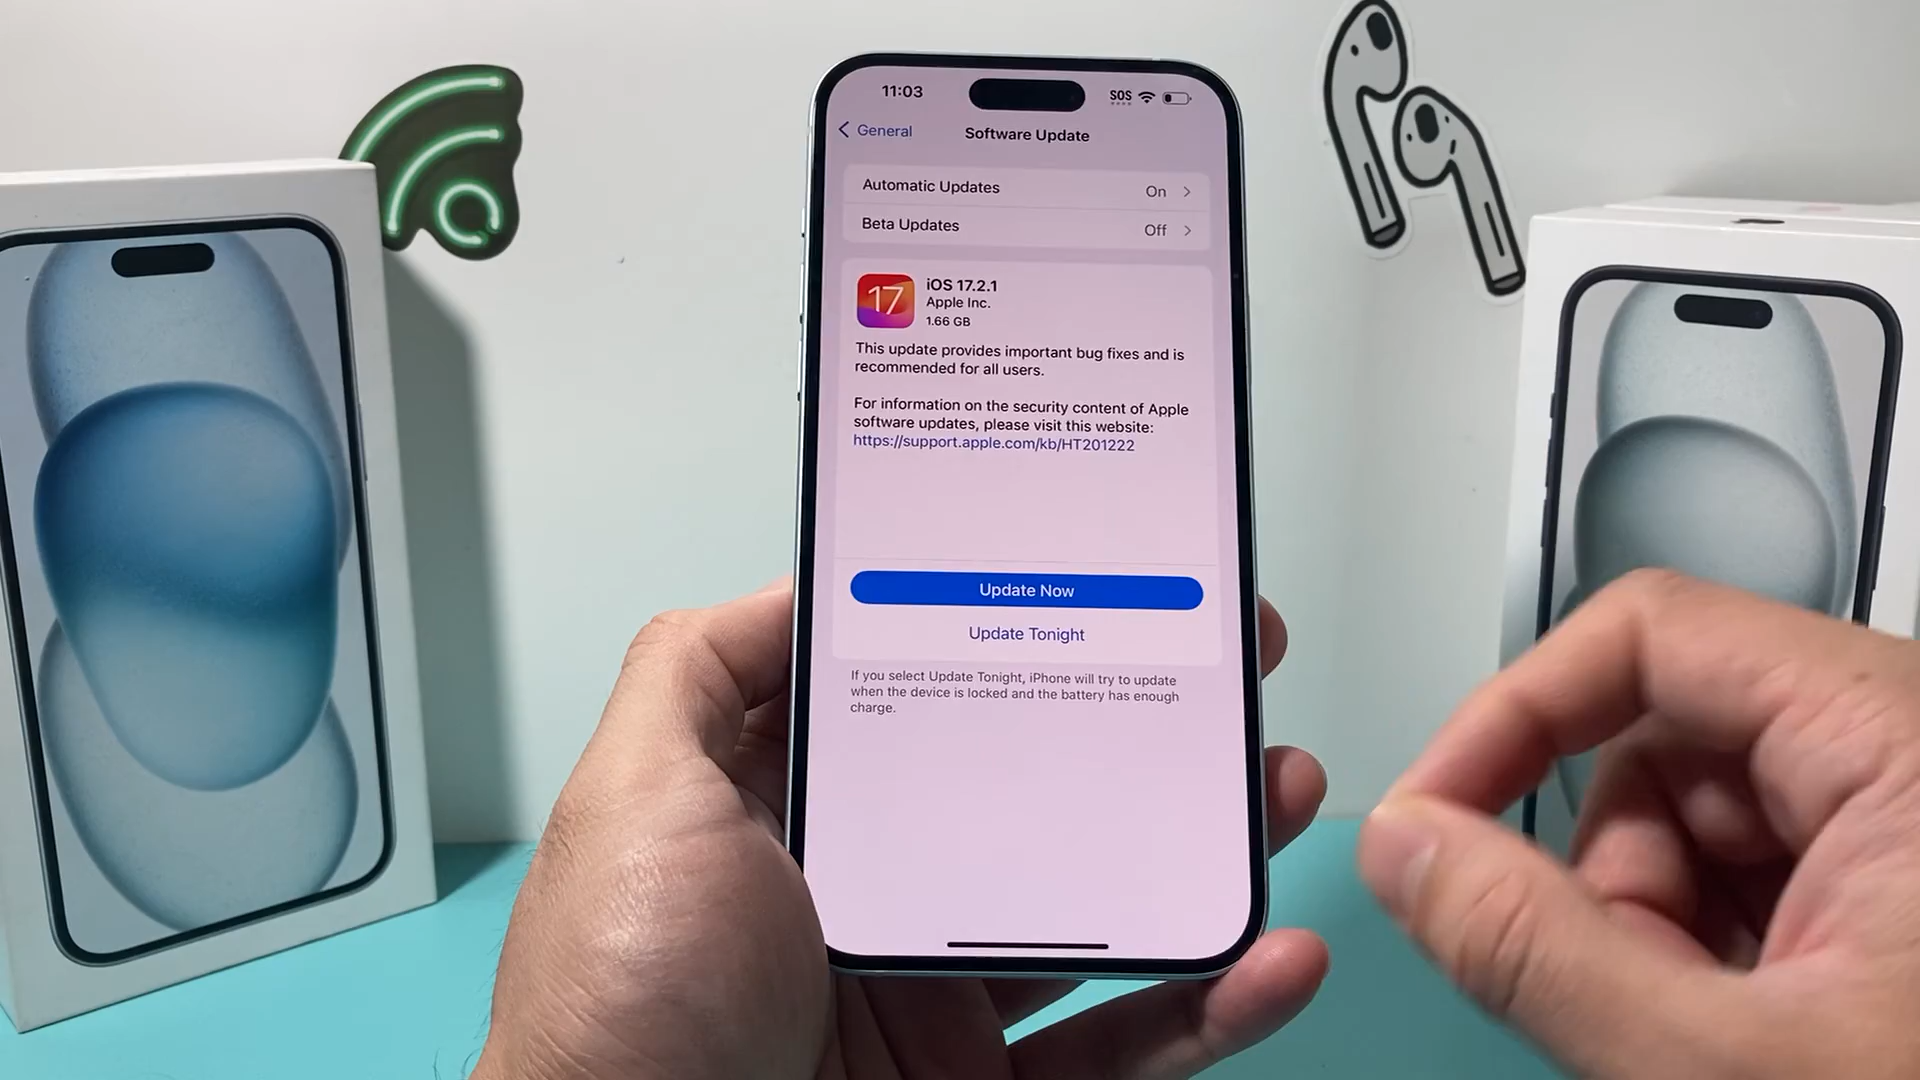 11:03
SOS
General
Software Update
Automatic Updates On
Beta Updates Off
17
iOS 17.2.1
Apple Inc.
1.66 GB
This update provides important bug fixes and is
recommended for all users.
For information on the security content of Apple
software updates, please visit this website:
https://support.apple.com/kb/HT201222
Update Now
Update Tonight
If you select Update Tonight, iPhone will try to update
when the device is locked and the battery has enough
charge.